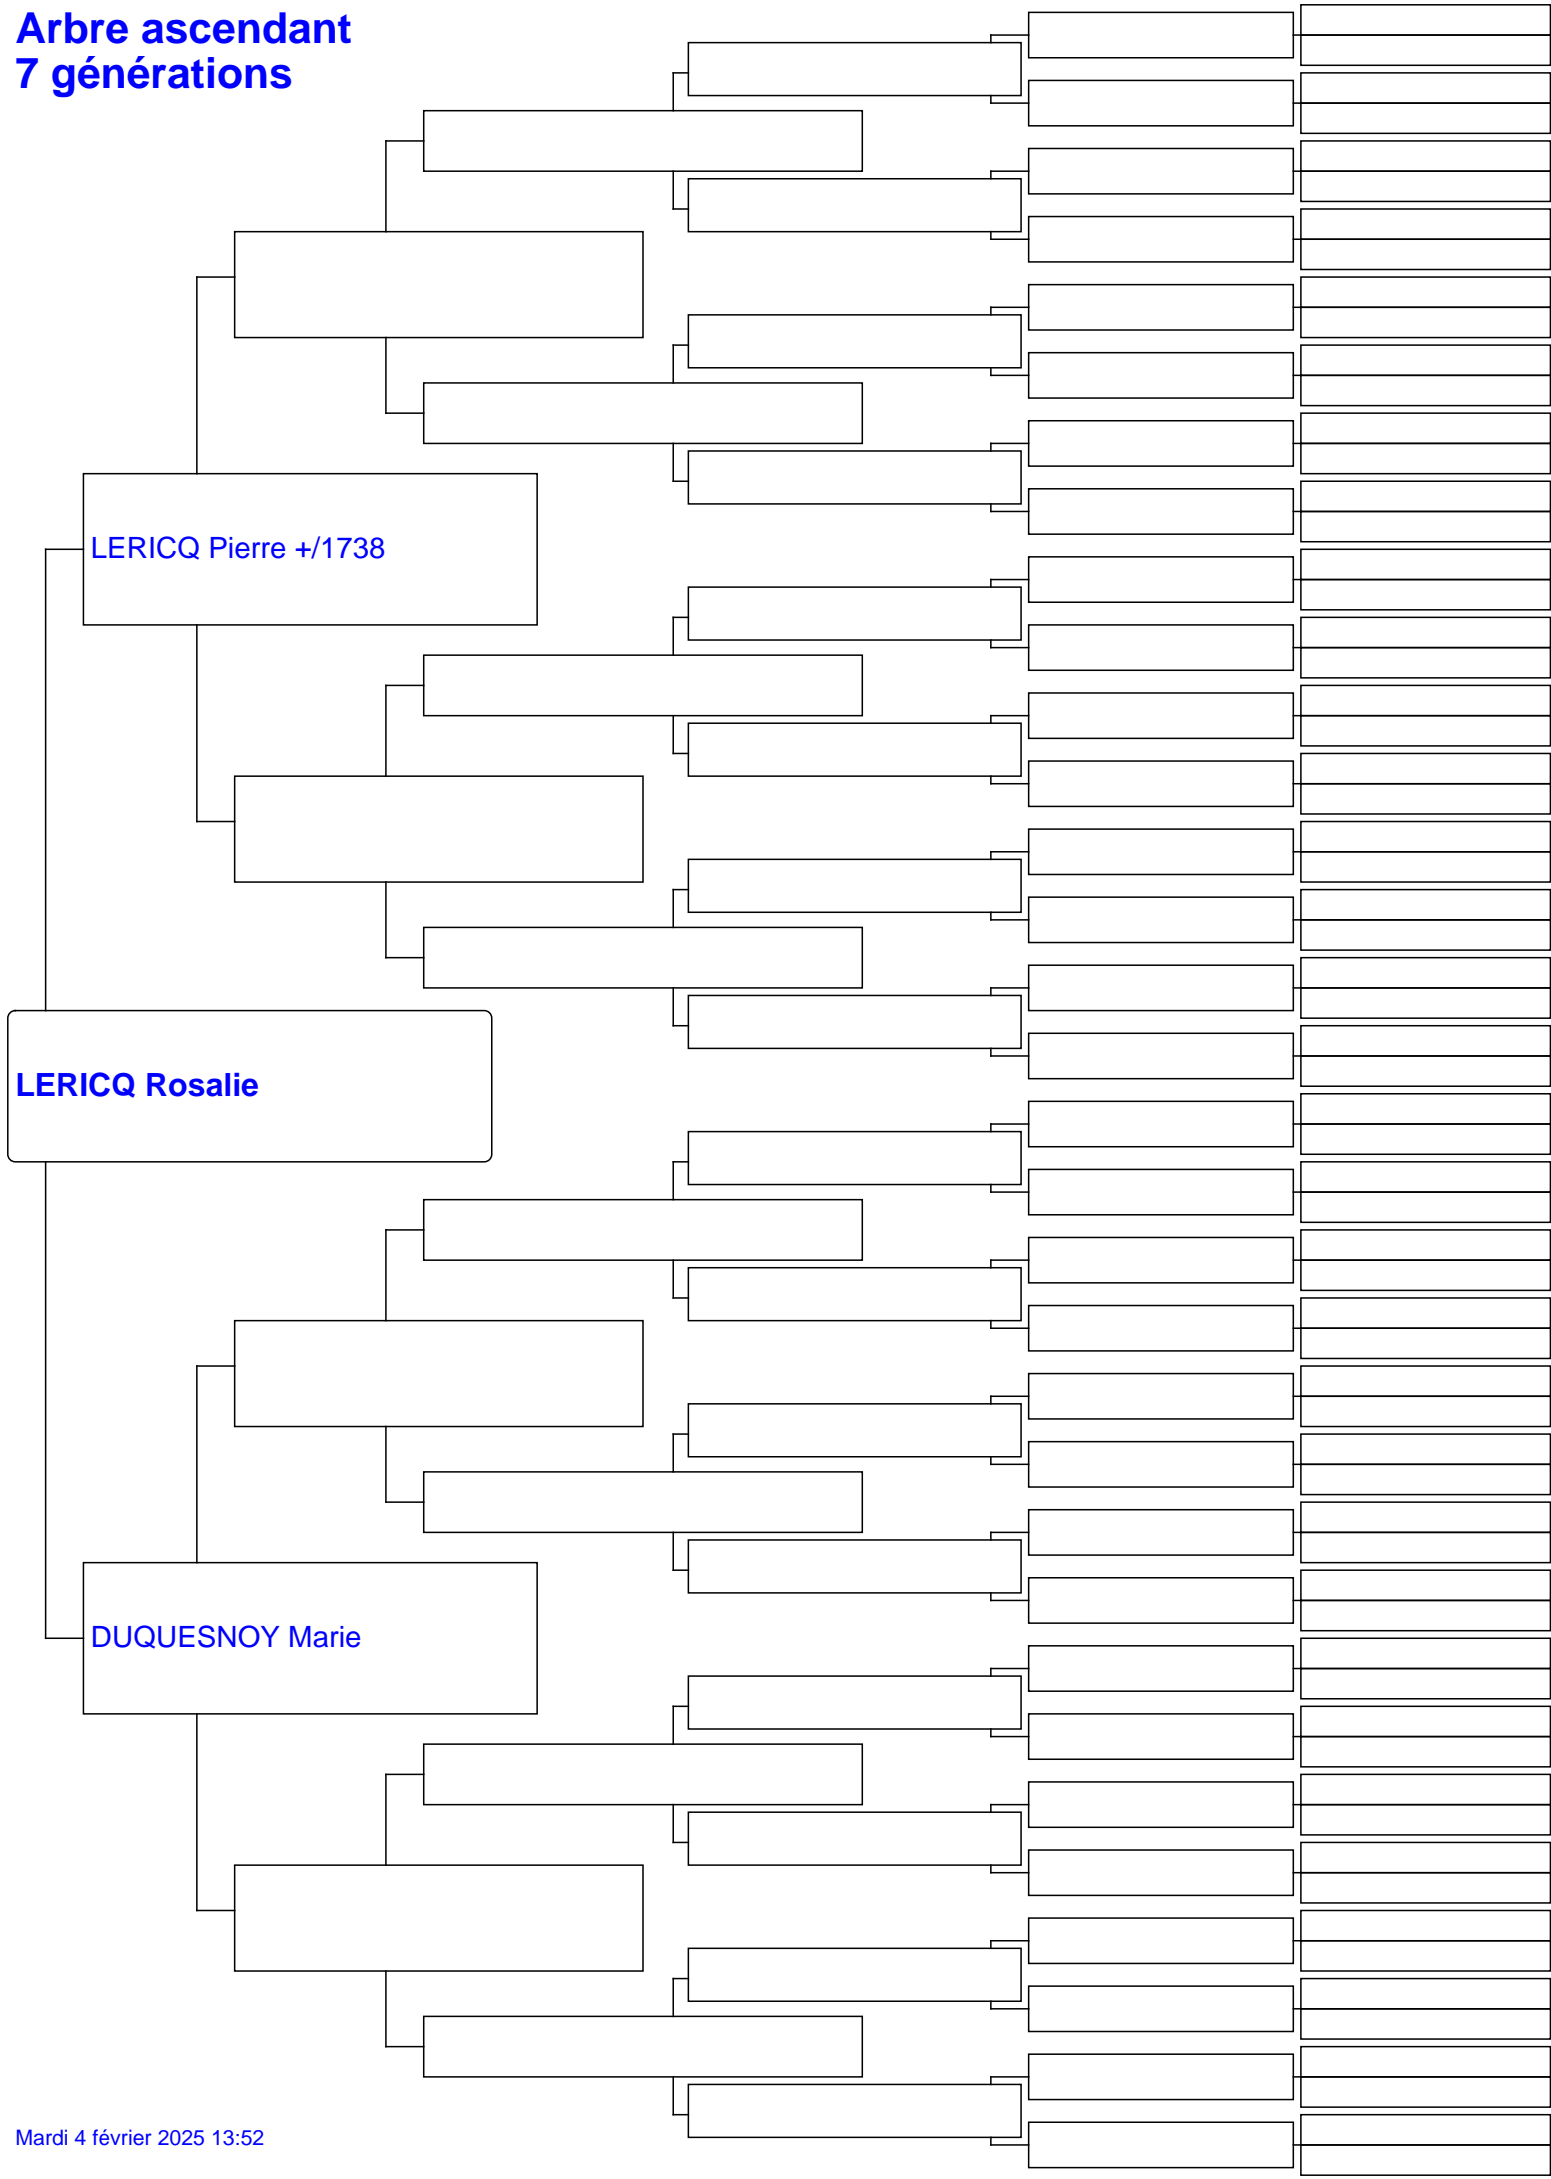 Arbre ascendant
7 générations
LERICQ Pierre +/1738
LERICQ Rosalie
DUQUESNOY Marie
Mardi 4 février 2025 13:52